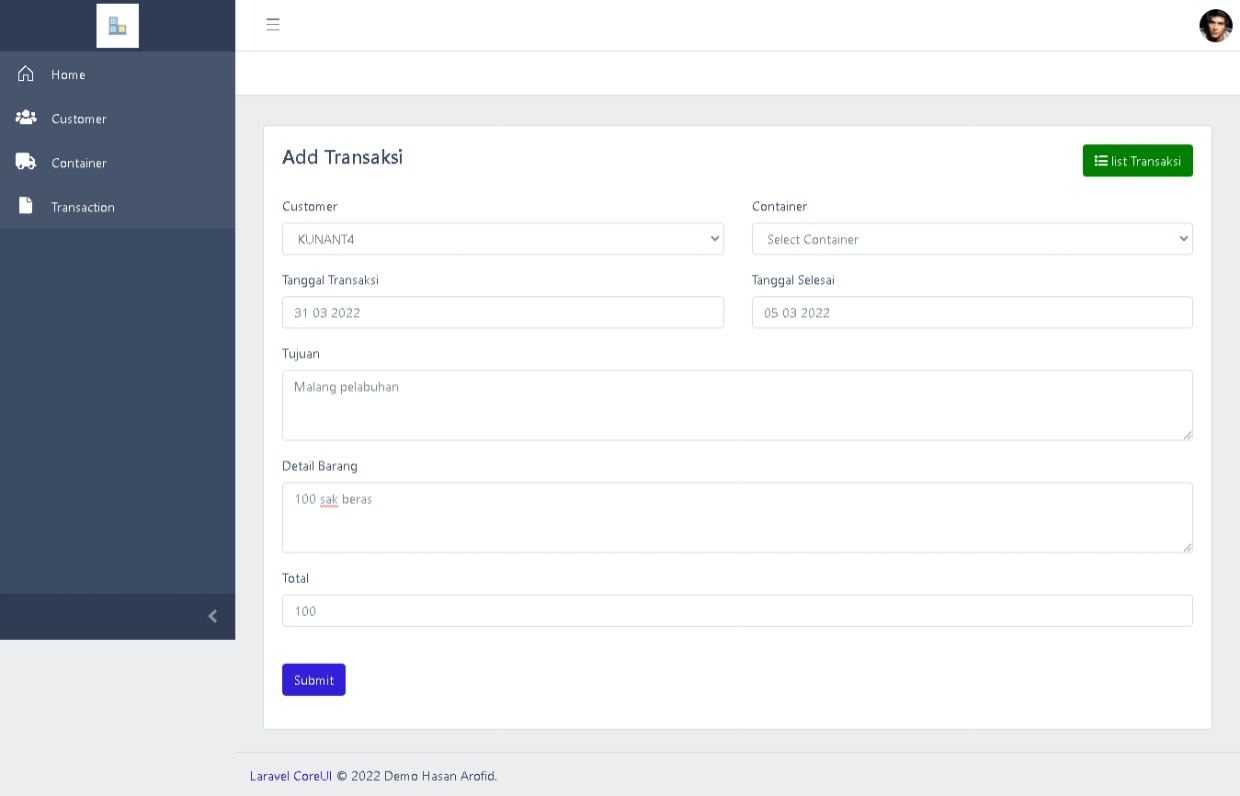 Home
Customer
Container
Transaction
Add Transaksi
list Transaksi
Customer
Container
KUNANT4
Select Container
Tanggal Transaksi
Tanggal Selesai
31 03 2022
05 03 2022
Tujuan
Malang pelabuhan
Detail Barang
100 sak beras
Total
100
Submit
Laravel CoreUI © 2022 Demo Hasan Arofid.